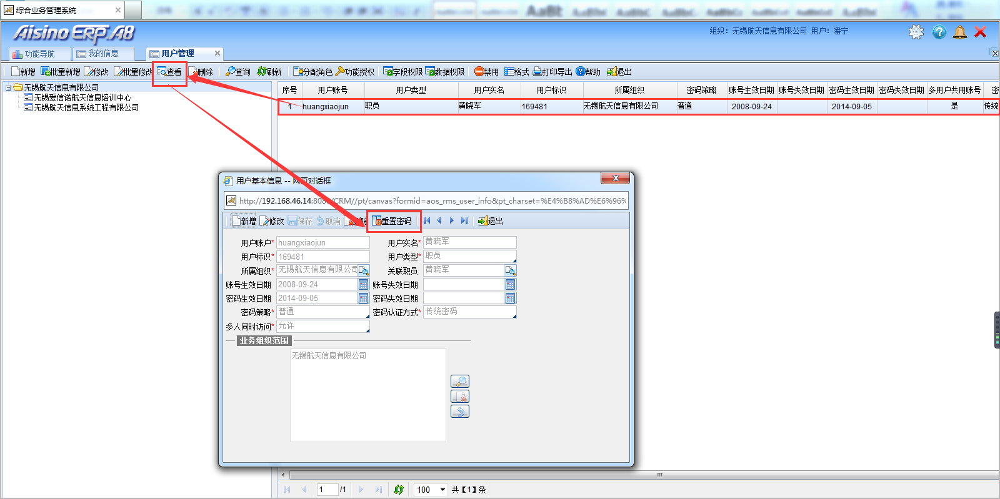 综合业务管理系统
Aisino ERP.A8
组织：无锡航天信息有限公司 用户：潘宁
功能导航
我的信息
用户管理
新增 批量新增 修改 批量修改 查看 删除 查询 刷新 分配角色 功能授权 字段权限 数据权限 禁用 格式 打印导出 帮助 退出
无锡航天信息有限公司
无锡爱信诺航天信息培训中心
无锡航天信息系统工程有限公司
序号 用户账号 用户类型 用户实名 用户标识 所属组织 密码策略 账号生效日期 账号失效日期 密码生效日期 密码失效日期 多用户共用账号 密
1 huangxiaojun 职员 黄晓军 169481 无锡航天信息有限公司 普通 2008-09-24 2014-09-05 是 传统
用户基本信息 -- 网页对话框
http://192.168.46.14:808 /CRM//pt/canvas?formid=aos_rms_user_info&pt_charset=%E4%B8%AD%E6%96%
新增 修改 保存 取消 删除 重置密码 退出
用户账户* huangxiaojun 用户实名* 黄晓军
用户标识* 169481 用户类型* 职员
所属组织* 无锡航天信息有限公司 关联职员 黄晓军
账号生效日期 2008-09-24 账号失效日期
密码生效日期 2014-09-05 密码失效日期
密码策略* 普通 密码认证方式* 传统密码
多人同时访问* 允许
业务组织范围
无锡航天信息有限公司
1 /1 100 共【1】条